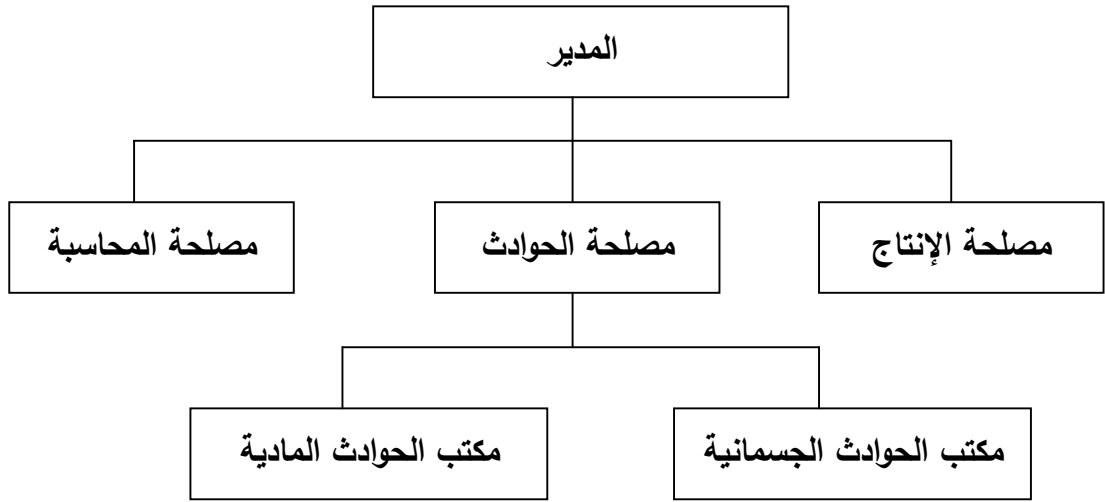 المدير
مصلحة الإنتاج
مصلحة الحوادث
مصلحة المحاسبة
مكتب الحوادث الجسمانية
مكتب الحوادث المادية